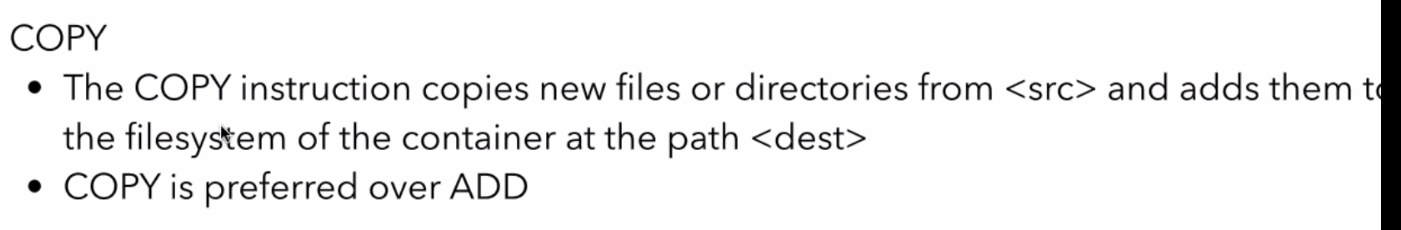 COPY
• The COPY instruction copies new files or directories from <src> and adds them to
the filesystem of the container at the path <dest>
• COPY is preferred over ADD